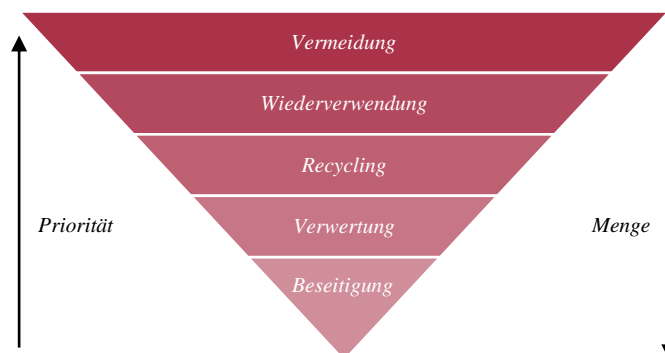 Vermeidung
Wiederverwendung
Recycling
Priorität
Verwertung
Menge
Beseitigung